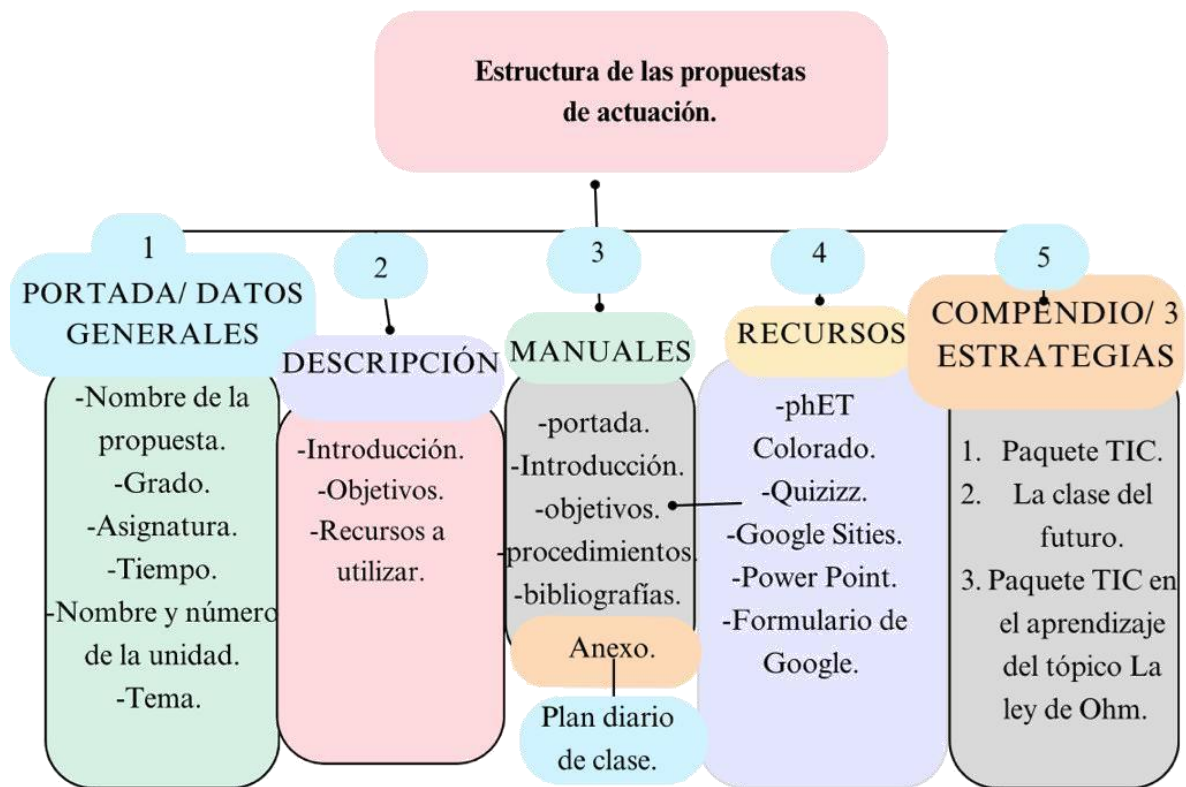 Estructura de las propuestas
de actuación.
1
PORTADA/ DATOS
GENERALES
-Nombre de la
propuesta.
-Grado.
-Asignatura.
-Tiempo.
-Nombre y número
de la unidad.
-Tema.
2
DESCRIPCIÓN
-Introducción.
-Objetivos.
-Recursos a
utilizar.
3
MANUALES
-portada.
-Introducción.
-objetivos.
-procedimientos.
-bibliografías.
Anexo.
Plan diario
de clase.
4
RECURSOS
-phET
Colorado.
-Quizizz.
-Google Sities.
-Power Point.
-Formulario de
Google.
5
COMPENDIO/ 3
ESTRATEGIAS
1. Paquete TIC.
2. La clase del
futuro.
3. Paquete TIC en
el aprendizaje
del tópico La
ley de Ohm.